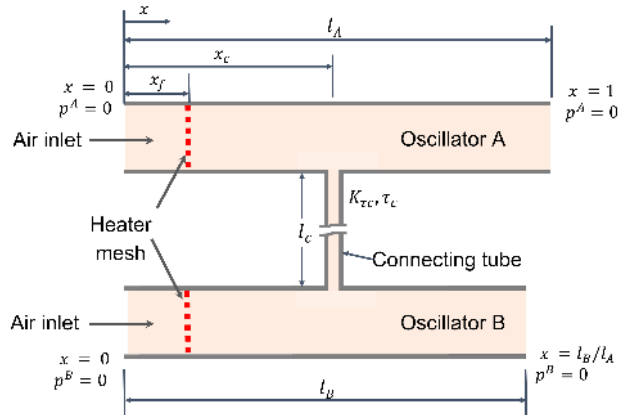 x
l_A
x_c
x_f
x = 0
p^A = 0
x = 1
p^A = 0
Air inlet
Oscillator A
K_τc, τ_c
Heater
mesh
l_c
Connecting tube
Air inlet
Oscillator B
x = 0
p^B = 0
x = l_B/l_A
p^B = 0
l_B